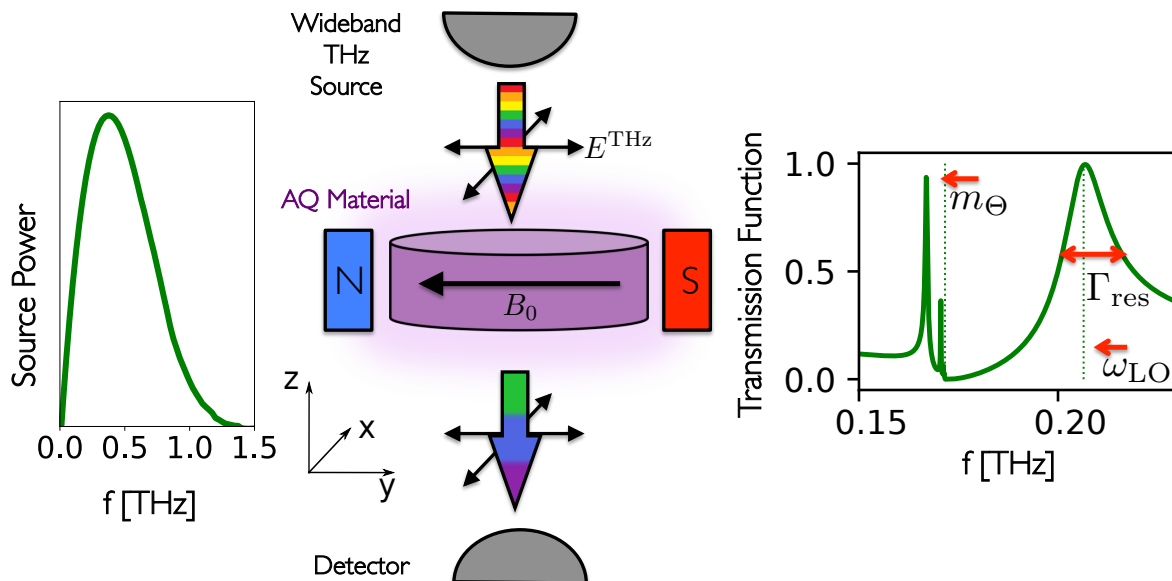 Source Power
0.0 0.5 1.0 1.5
f [THz]
Wideband
THz
Source
E^THz
AQ Material
N
S
B₀
z
x
y
Detector
Transmission Function
1.0
0.5
0.0
m_Θ
Γ_res
ω_LO
0.15 0.20
f [THz]